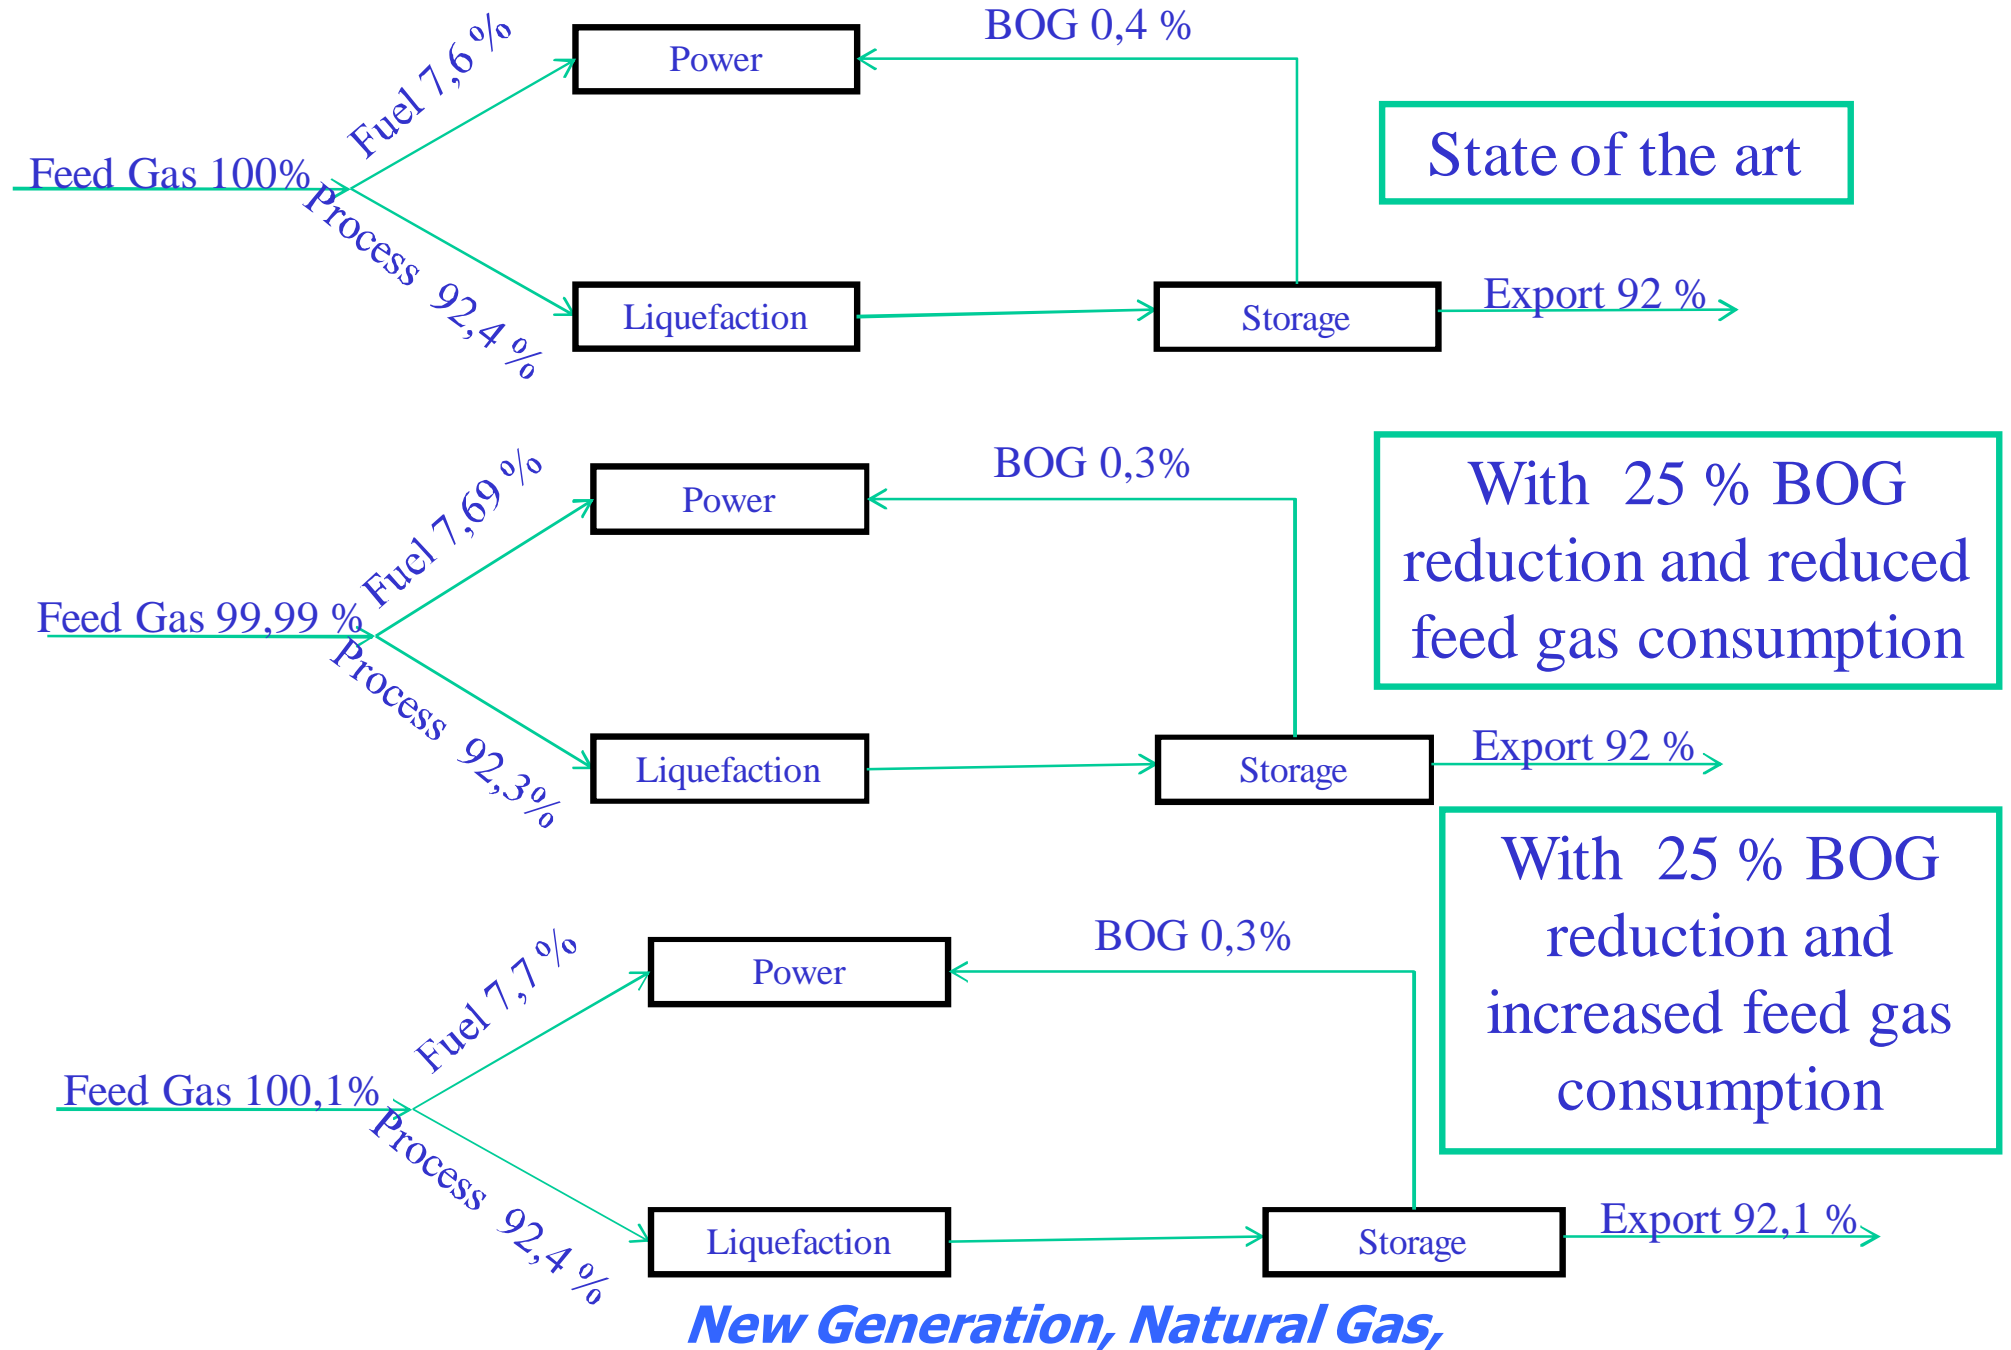 BOG 0,4 %
Fuel 7,6 %
Power
State of the art
Feed Gas 100%
Process 92,4 %
Liquefaction
Storage
Export 92 %
BOG 0,3%
Fuel 7,69 %
Power
With 25 % BOG
reduction and reduced
feed gas consumption
Feed Gas 99,99 %
Process 92,3%
Liquefaction
Storage
Export 92 %
With 25 % BOG
reduction and
increased feed gas
consumption
BOG 0,3%
Fuel 7,7 %
Power
Feed Gas 100,1%
Process 92,4 %
Liquefaction
Storage
Export 92,1 %
New Generation, Natural Gas,